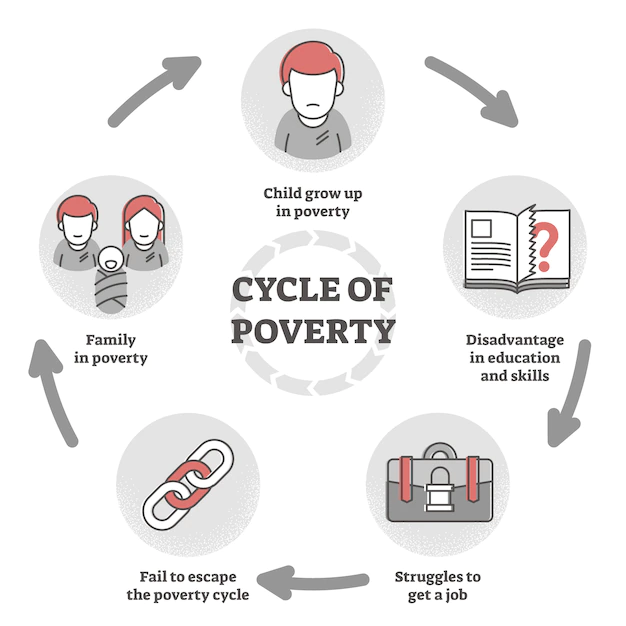 Child grow up
in poverty
CYCLE OF
POVERTY
?
Disadvantage
in education
and skills
Struggles to
get a job
Fail to escape
the poverty cycle
Family
in poverty